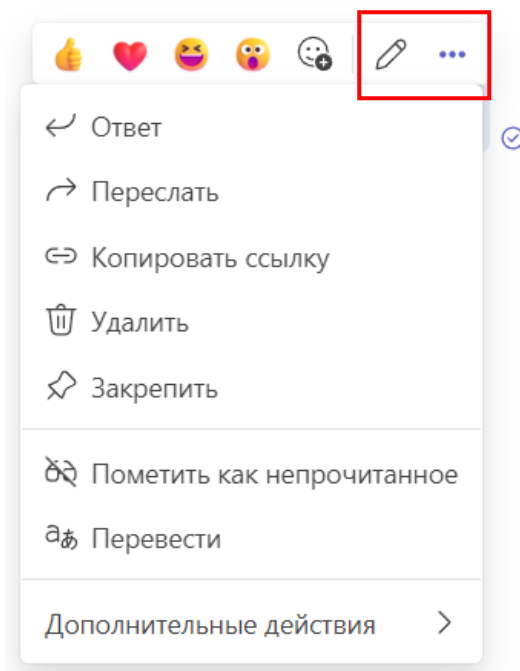 Ответ
Переслать
Копировать ссылку
Удалить
Закрепить
Пометить как непрочитанное
Перевести
Дополнительные действия